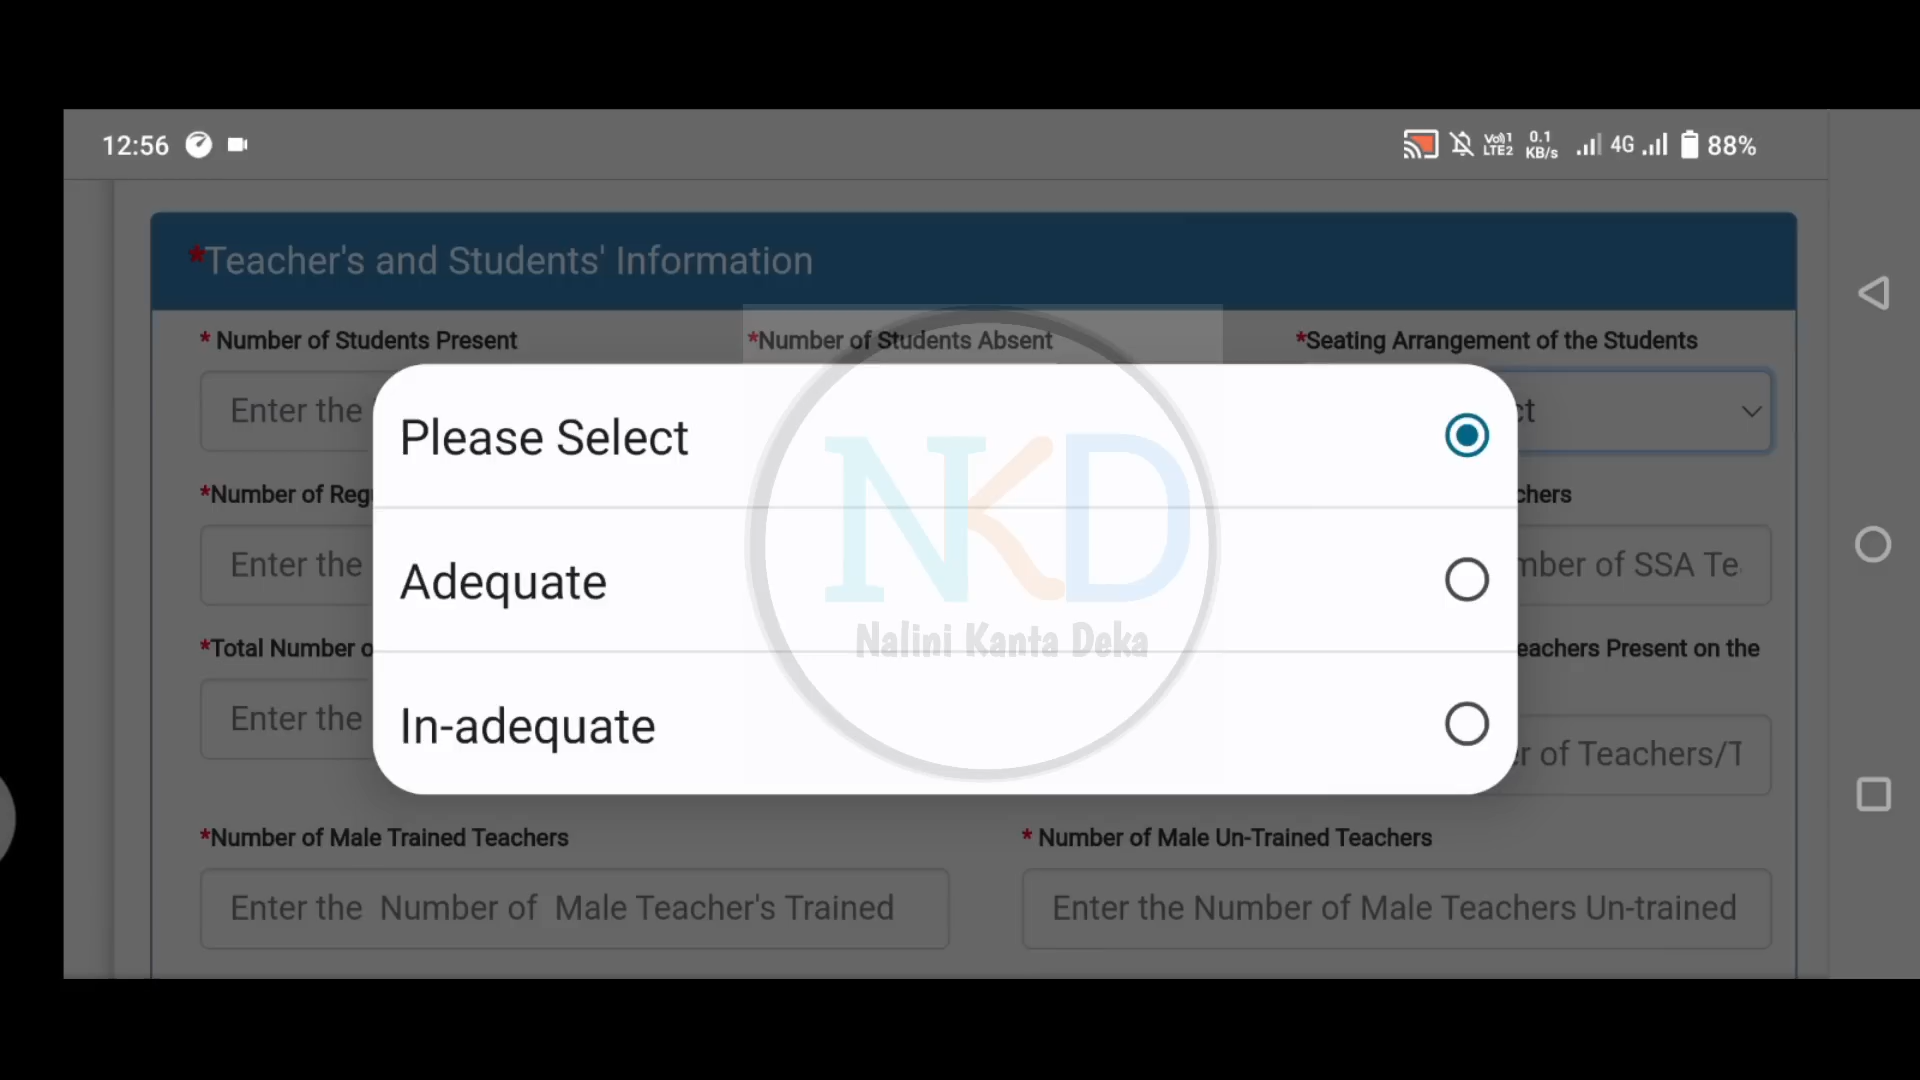 12:56
Vol)1 LTE2 0.1 KB/s 4G 88%
*Teacher's and Students' Information
* Number of Students Present *Number of Students Absent *Seating Arrangement of the Students
Enter the
Please Select
*Number of
Enter the
Adequate
mber of SSA
NKD
Nalini Kanta Deka
*Total Number
eachers Present on the
Enter the
In-adequate
of Teachers/T
*Number of Male Trained Teachers * Number of Male Un-Trained Teachers
Enter the Number of Male Teacher's Trained Enter the Number of Male Teachers Un-trained